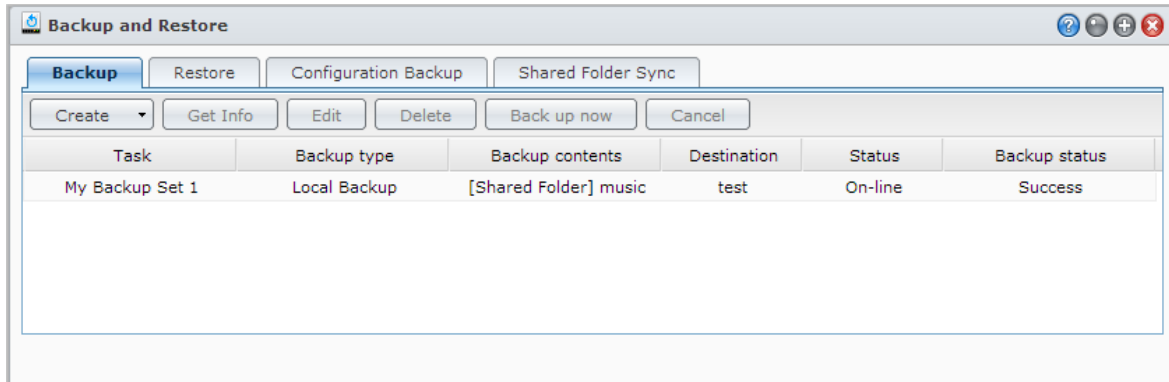 Backup and Restore
Backup Restore Configuration Backup Shared Folder Sync
Create Get Info Edit Delete Back up now Cancel
Task Backup type Backup contents Destination Status Backup status
My Backup Set 1 Local Backup [Shared Folder] music test On-line Success